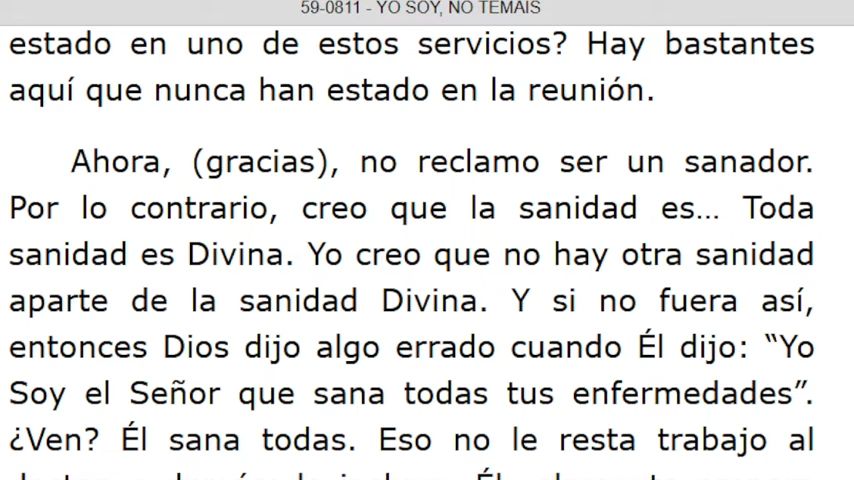 59-0811 - YO SOY, NO TEMAIS
estado en uno de estos servicios? Hay bastantes
aquí que nunca han estado en la reunión.
Ahora, (gracias), no reclamo ser un sanador.
Por lo contrario, creo que la sanidad es… Toda
sanidad es Divina. Yo creo que no hay otra sanidad
aparte de la sanidad Divina. Y si no fuera así,
entonces Dios dijo algo errado cuando Él dijo: “Yo
Soy el Señor que sana todas tus enfermedades”.
¿Ven? Él sana todas. Eso no le resta trabajo al